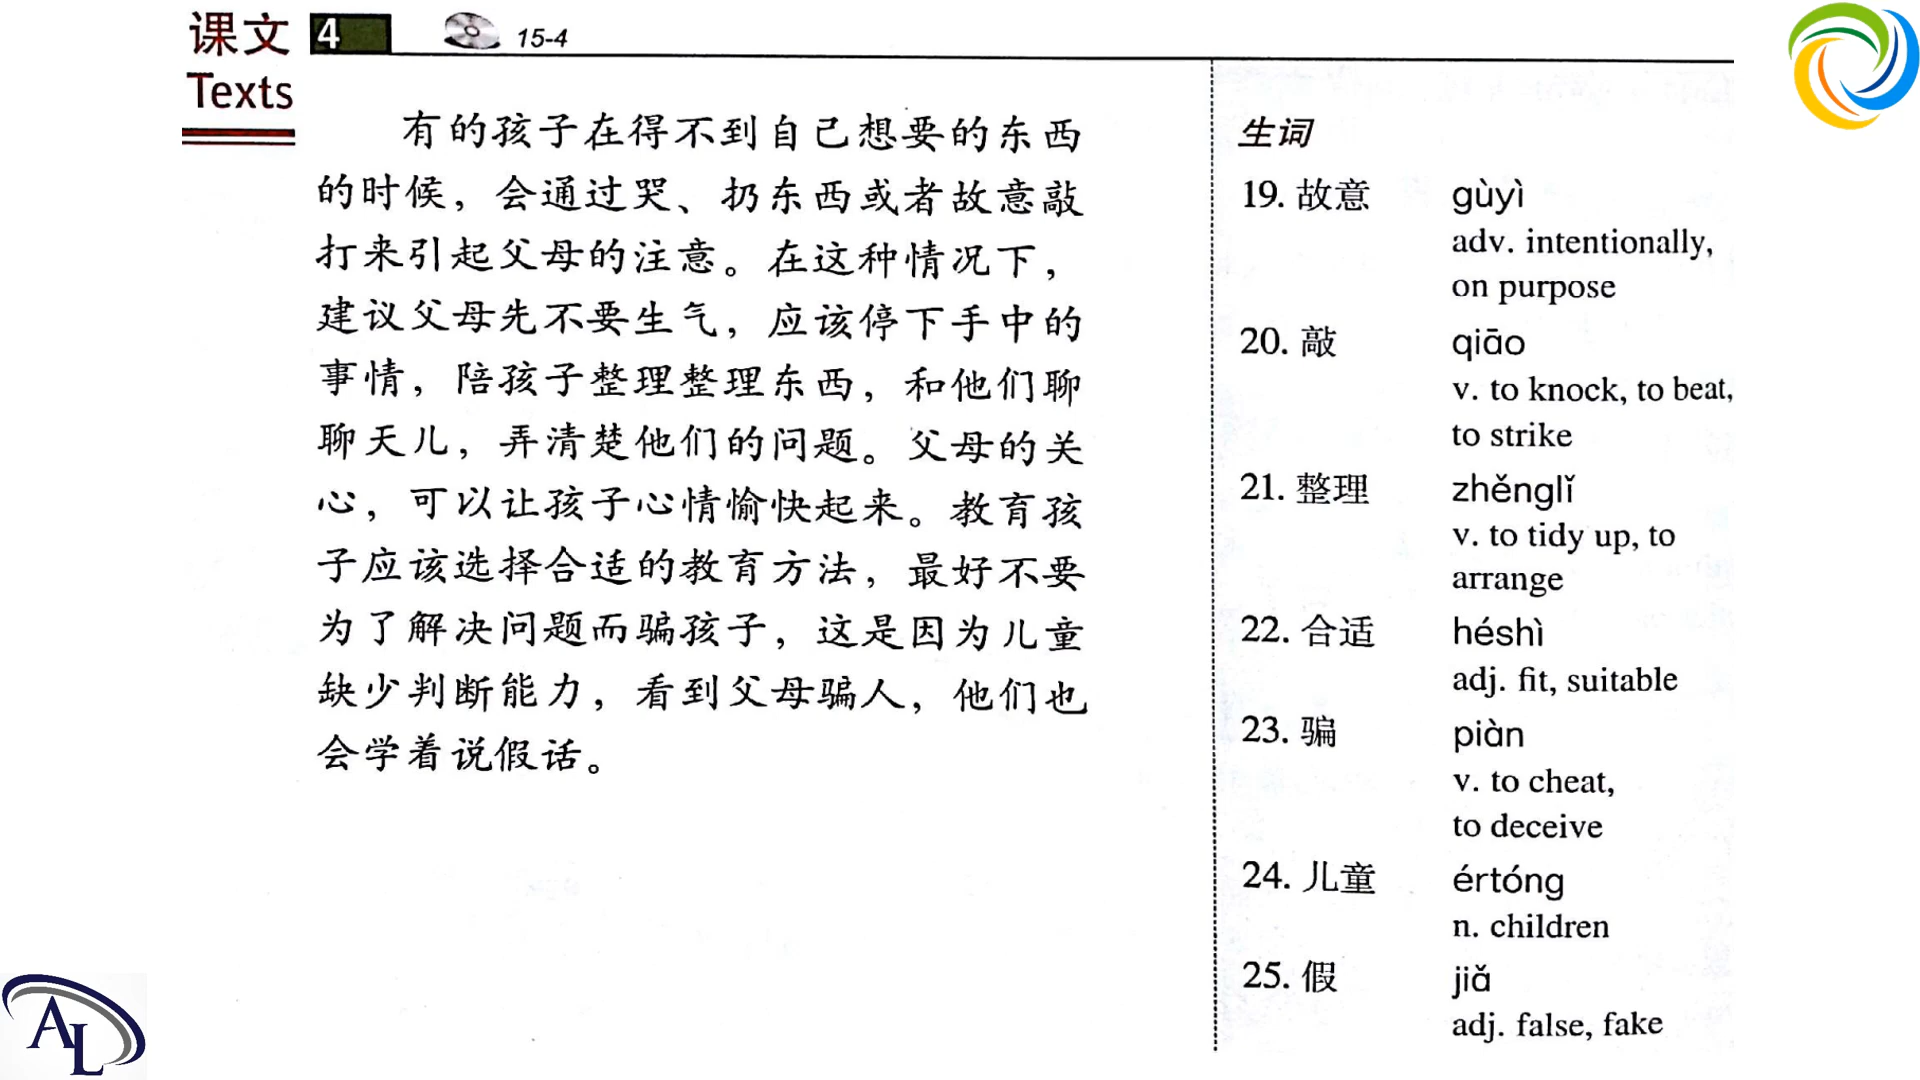 课文 4 15-4
Texts
有的孩子在得不到自己想要的东西
的时候，会通过哭、扔东西或者故意敲
打来引起父母的注意。在这种情况下，
建议父母先不要生气，应该停下手中的
事情，陪孩子整理整理东西，和他们聊
聊天儿，弄清楚他们的问题。父母的关
心，可以让孩子心情愉快起来。教育孩
子应该选择合适的教育方法，最好不要
为了解决问题而骗孩子，这是因为儿童
缺少判断能力，看到父母骗人，他们也
会学着说假话。
生词
19. 故意 gùyì
adv. intentionally,
on purpose
20. 敲 qiāo
v. to knock, to beat,
to strike
21. 整理 zhěnglǐ
v. to tidy up, to
arrange
22. 合适 héshì
adj. fit, suitable
23. 骗 piàn
v. to cheat,
to deceive
24. 儿童 értóng
n. children
25. 假 jiǎ
adj. false, fake
AL